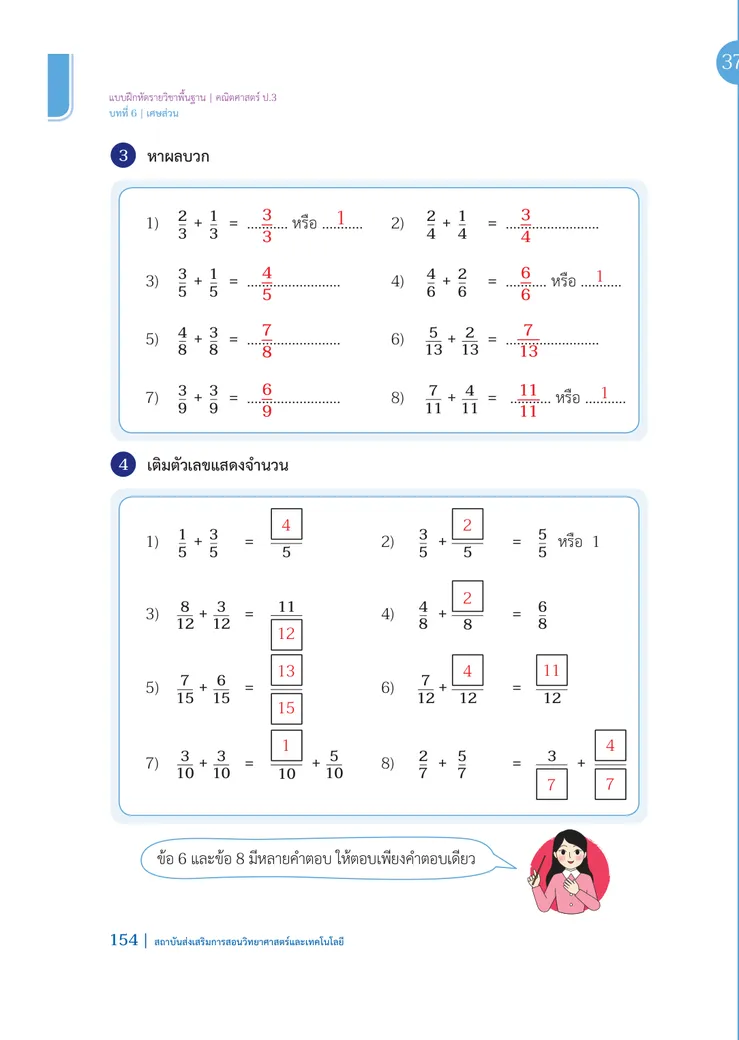 37
แบบฝึกหัดรายวิชาพื้นฐาน | คณิตศาสตร์ ป.3
บทที่ 6 | เศษส่วน
3 หาผลบวก
1) 2/3 + 1/3 = 3/3 หรือ 1 2) 2/4 + 1/4 = 3/4
3) 3/5 + 1/5 = 4/5 4) 4/6 + 2/6 = 6/6 หรือ 1
5) 4/8 + 3/8 = 7/8 6) 5/13 + 2/13 = 7/13
7) 3/9 + 3/9 = 6/9 8) 7/11 + 4/11 = 11/11 หรือ 1
4 เติมตัวเลขแสดงจำนวน
1) 1/5 + 3/5 = 4/5 2) 3/5 + 2/5 = 5/5 หรือ 1
3) 8/12 + 3/12 = 11/12 4) 4/8 + 2/8 = 6/8
5) 7/15 + 6/15 = 13/15 6) 7/12 + 4/12 = 11/12
7) 3/10 + 3/10 = 1/10 + 5/10 8) 2/7 + 5/7 = 3/7 + 4/7
ข้อ 6 และข้อ 8 มีหลายคำตอบ ให้ตอบเพียงคำตอบเดียว
154 | สถาบันส่งเสริมการสอนวิทยาศาสตร์และเทคโนโลยี